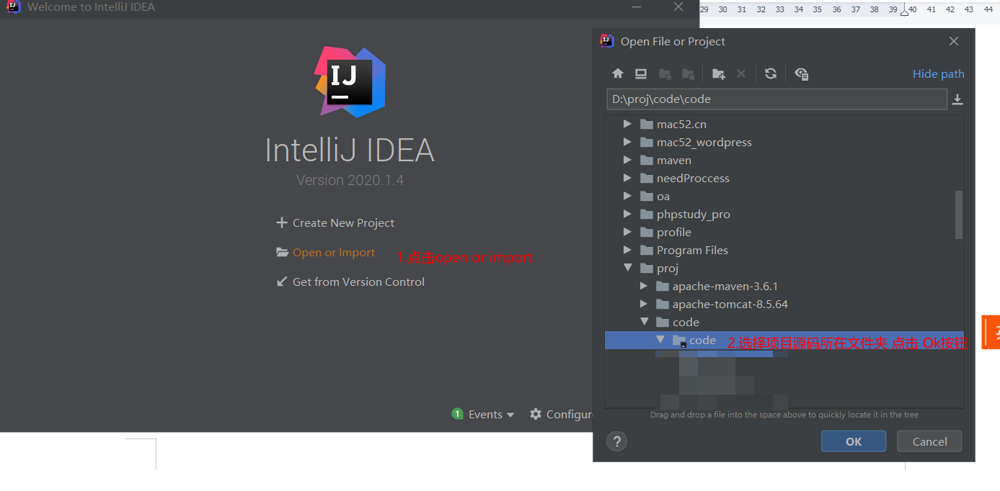 Welcome to IntelliJ IDEA
29 30 31 32 33 34 35 36 37 38 39 40 41 42 43 44
IJ
IntelliJ IDEA
Version 2020.1.4
Create New Project
Open or Import
1.点击open or import
Get from Version Control
1 Events
Configur
Open File or Project
Hide path
D:\proj\code\code
mac52.cn
mac52_wordpress
maven
needProccess
oa
phpstudy_pro
profile
Program Files
proj
apache-maven-3.6.1
apache-tomcat-8.5.64
code
code
2.选择项目源码所在文件夹 点击 Ok按钮
Drag and drop a file into the space above to quickly locate it in the tree
?
OK
Cancel